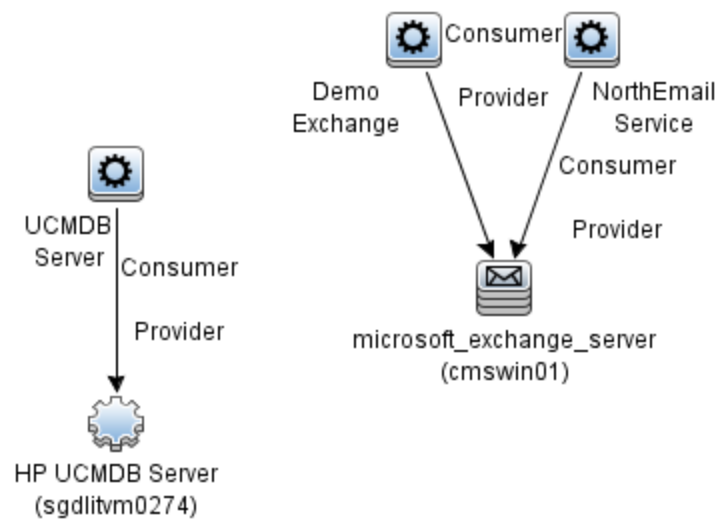 Consumer
Demo
Exchange
Provider
NorthEmail
Service
Consumer
Provider
microsoft_exchange_server
(cmswin01)
UCMDB
Server
Consumer
Provider
HP UCMDB Server
(sgdlitvm0274)